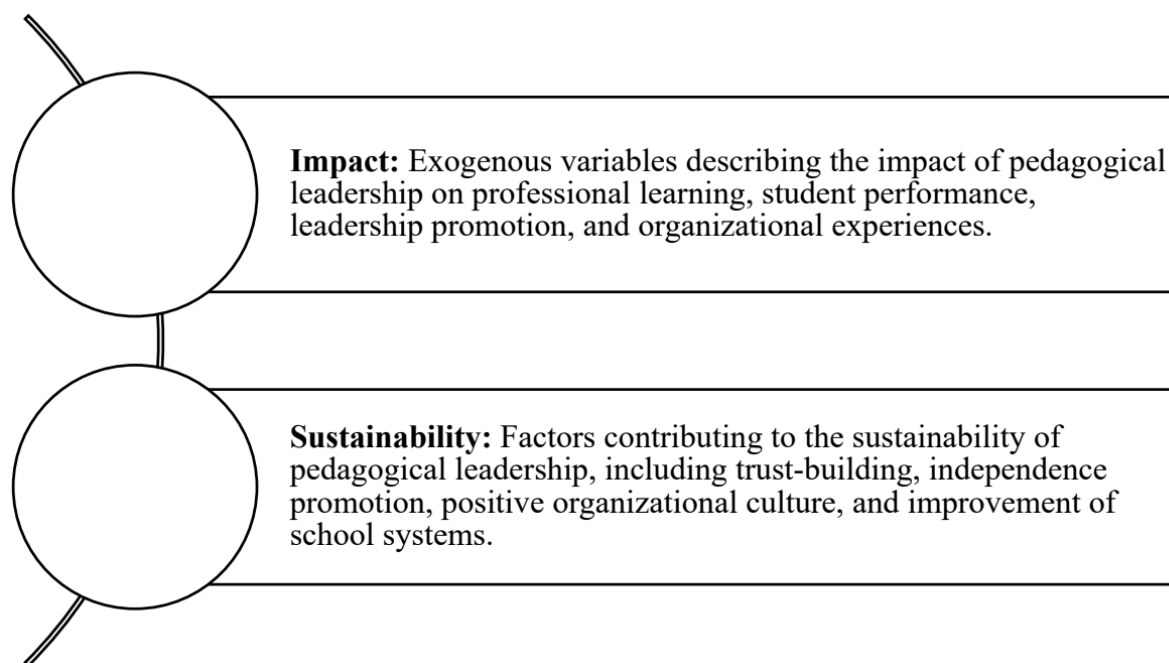 Impact: Exogenous variables describing the impact of pedagogical
leadership on professional learning, student performance,
leadership promotion, and organizational experiences.
Sustainability: Factors contributing to the sustainability of
pedagogical leadership, including trust-building, independence
promotion, positive organizational culture, and improvement of
school systems.